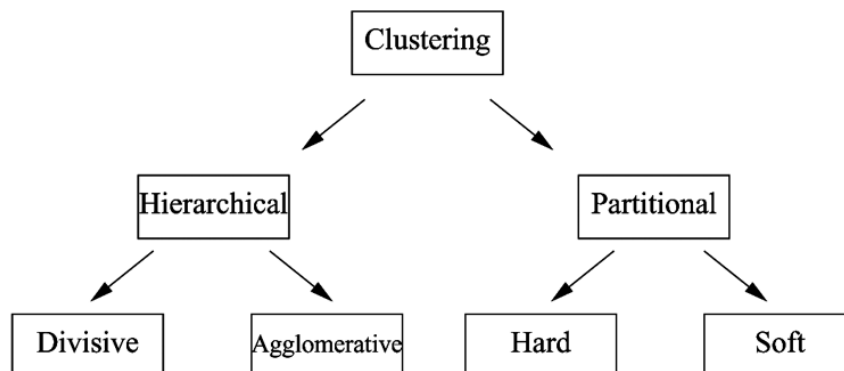 Clustering
Hierarchical
Partitional
Divisive
Agglomerative
Hard
Soft